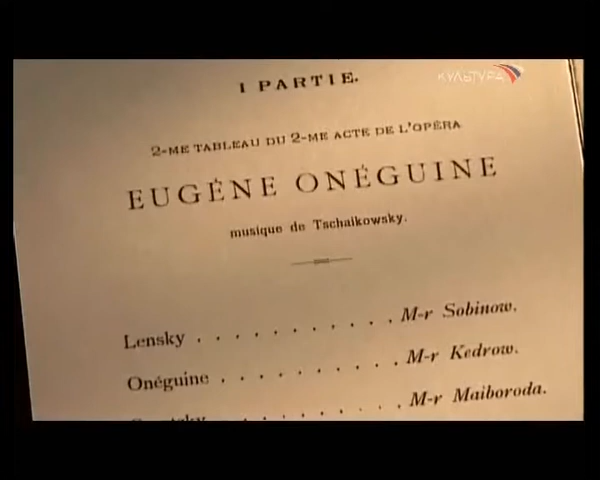 КУЛЬТУРА
I PARTIE.
2-ME TABLEAU DU 2-ME ACTE DE L'OPÉRA
EUGÈNE ONÉGUINE
musique de Tschaikowsky.
Lensky . . . . . . . . . . . M-r Sobinow.
Onéguine . . . . . . . . . . M-r Kedrow.
. . . . . . . . . . M-r Maiboroda.